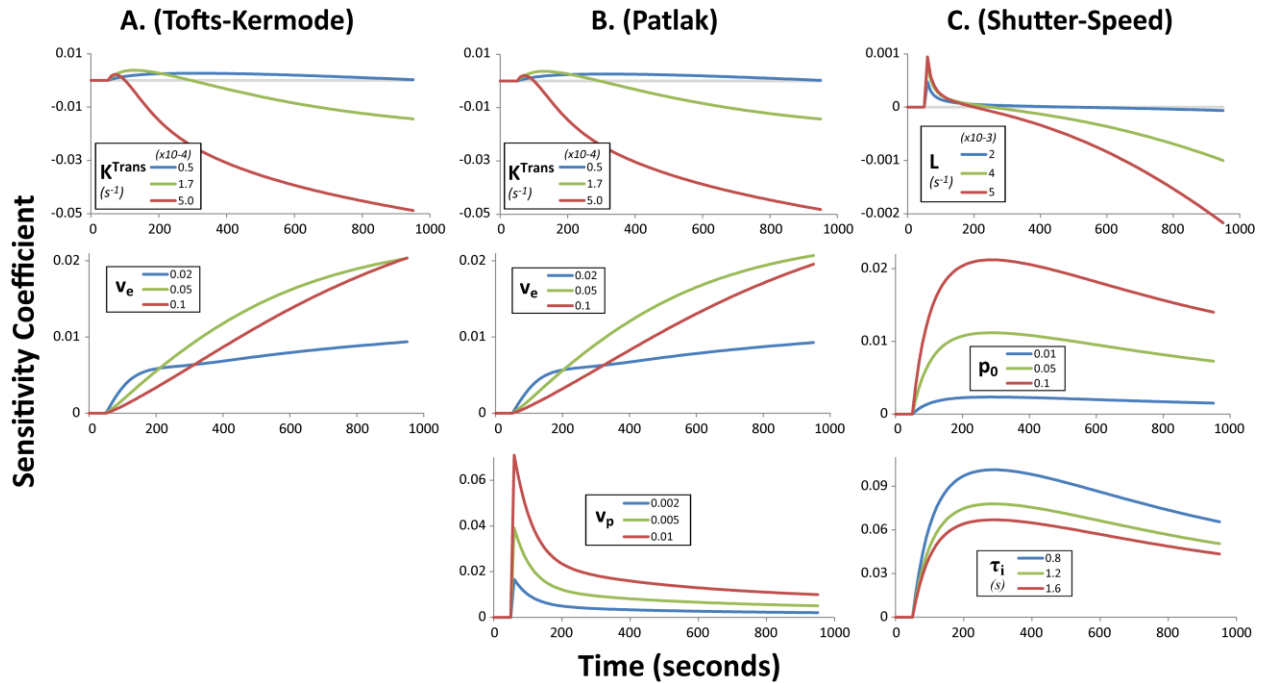 A. (Tofts-Kermode)
B. (Patlak)
C. (Shutter-Speed)
Sensitivity Coefficient
0.01
-0.01
-0.03
-0.05
0 200 400 600 800 1000
(x10-4)
K^Trans
(s-1)
0.5
1.7
5.0
0.01
-0.01
-0.03
-0.05
0 200 400 600 800 1000
(x10-4)
K^Trans
(s-1)
0.5
1.7
5.0
0.001
0
-0.001
-0.002
0 200 400 600 800 1000
(x10-3)
L
(s-1)
2
4
5
0.02
0.01
0
0 200 400 600 800 1000
ve
0.02
0.05
0.1
0.02
0.01
0
0 200 400 600 800 1000
ve
0.02
0.05
0.1
0.02
0.01
0
0 200 400 600 800 1000
p0
0.01
0.05
0.1
0.06
0.04
0.02
0
0 200 400 600 800 1000
vp
0.002
0.005
0.01
0.09
0.06
0.03
0
0 200 400 600 800 1000
τi
(s)
0.8
1.2
1.6
Time (seconds)